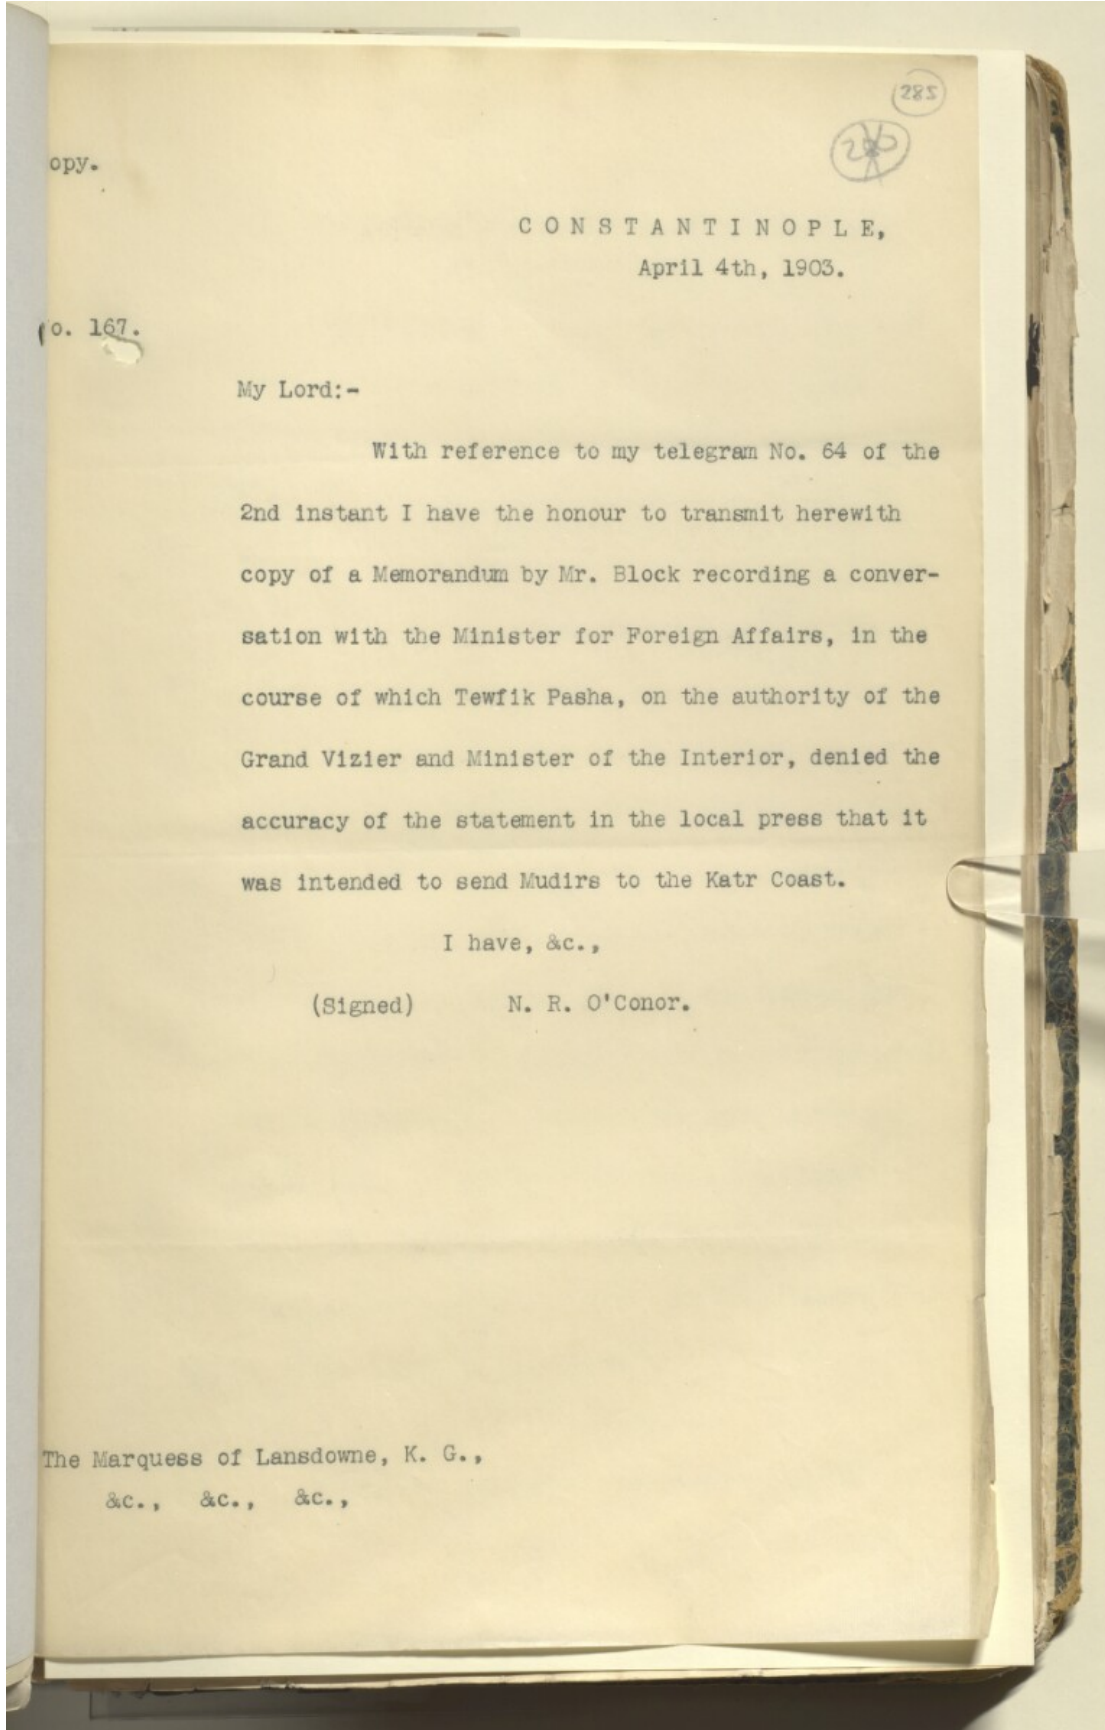 285
opy.
CONSTANTINOPLE,
April 4th, 1903.
o. 167.
My Lord:-
With reference to my telegram No. 64 of the
2nd instant I have the honour to transmit herewith
copy of a Memorandum by Mr. Block recording a conver-
sation with the Minister for Foreign Affairs, in the
course of which Tewfik Pasha, on the authority of the
Grand Vizier and Minister of the Interior, denied the
accuracy of the statement in the local press that it
was intended to send Mudirs to the Katr Coast.
I have, &c.,
(Signed) N. R. O'Conor.
The Marquess of Lansdowne, K. G.,
&c., &c., &c.,